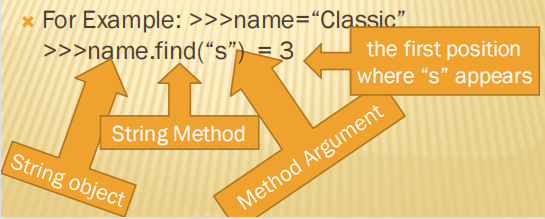 For Example: >>>name=“Classic”
>>>name.find(“s”) = 3
the first position
where “s” appears
String Method
String object
Method Argument